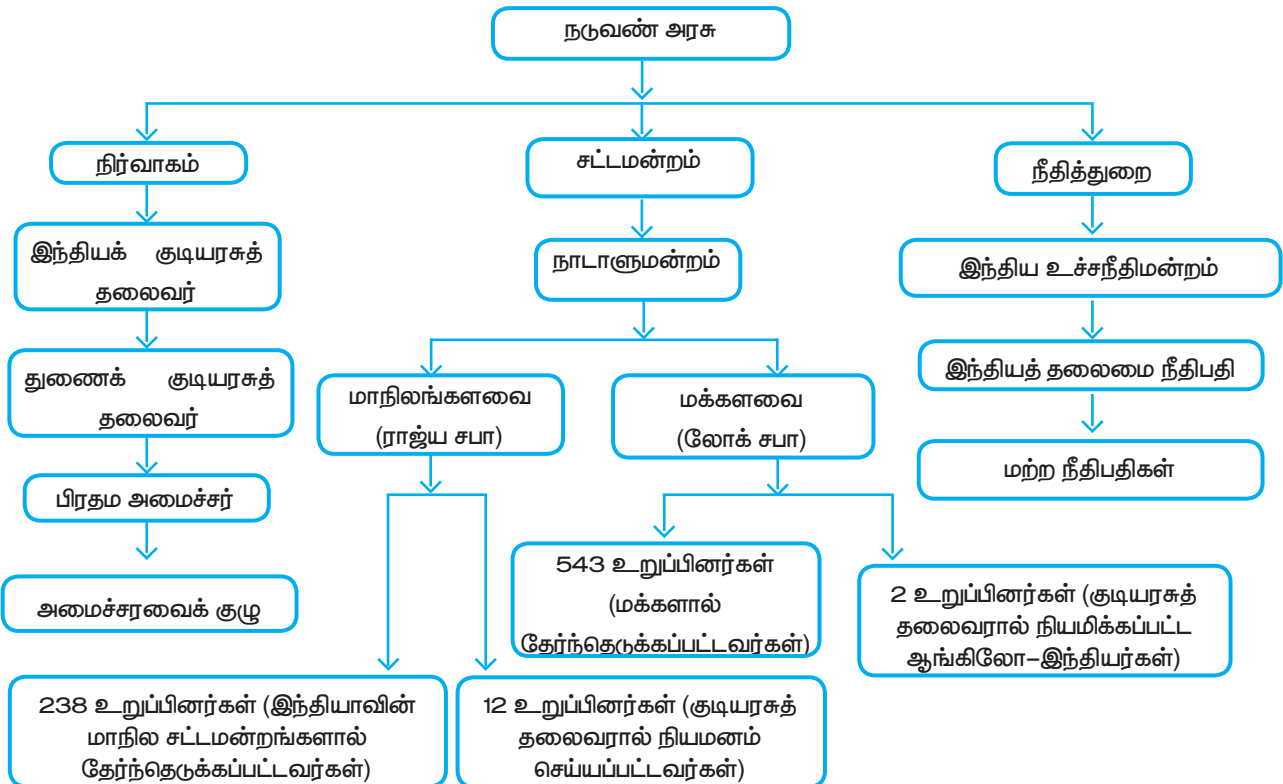 நடுவண் அரசு
நிர்வாகம்
சட்டமன்றம்
நீதித்துறை
இந்தியக் குடியரசுத்
தலைவர்
நாடாளுமன்றம்
இந்திய உச்சநீதிமன்றம்
துணைக் குடியரசுத்
தலைவர்
மாநிலங்களவை
(ராஜ்ய சபா)
மக்களவை
(லோக் சபா)
இந்தியத் தலைமை நீதிபதி
பிரதம அமைச்சர்
மற்ற நீதிபதிகள்
அமைச்சரவைக் குழு
543 உறுப்பினர்கள்
(மக்களால்
தேர்ந்தெடுக்கப்பட்டவர்கள்)
2 உறுப்பினர்கள் (குடியரசுத்
தலைவரால் நியமிக்கப்பட்ட
ஆங்கிலோ–இந்தியர்கள்)
238 உறுப்பினர்கள் (இந்தியாவின்
மாநில சட்டமன்றங்களால்
தேர்ந்தெடுக்கப்பட்டவர்கள்)
12 உறுப்பினர்கள் (குடியரசுத்
தலைவரால் நியமனம்
செய்யப்பட்டவர்கள்)